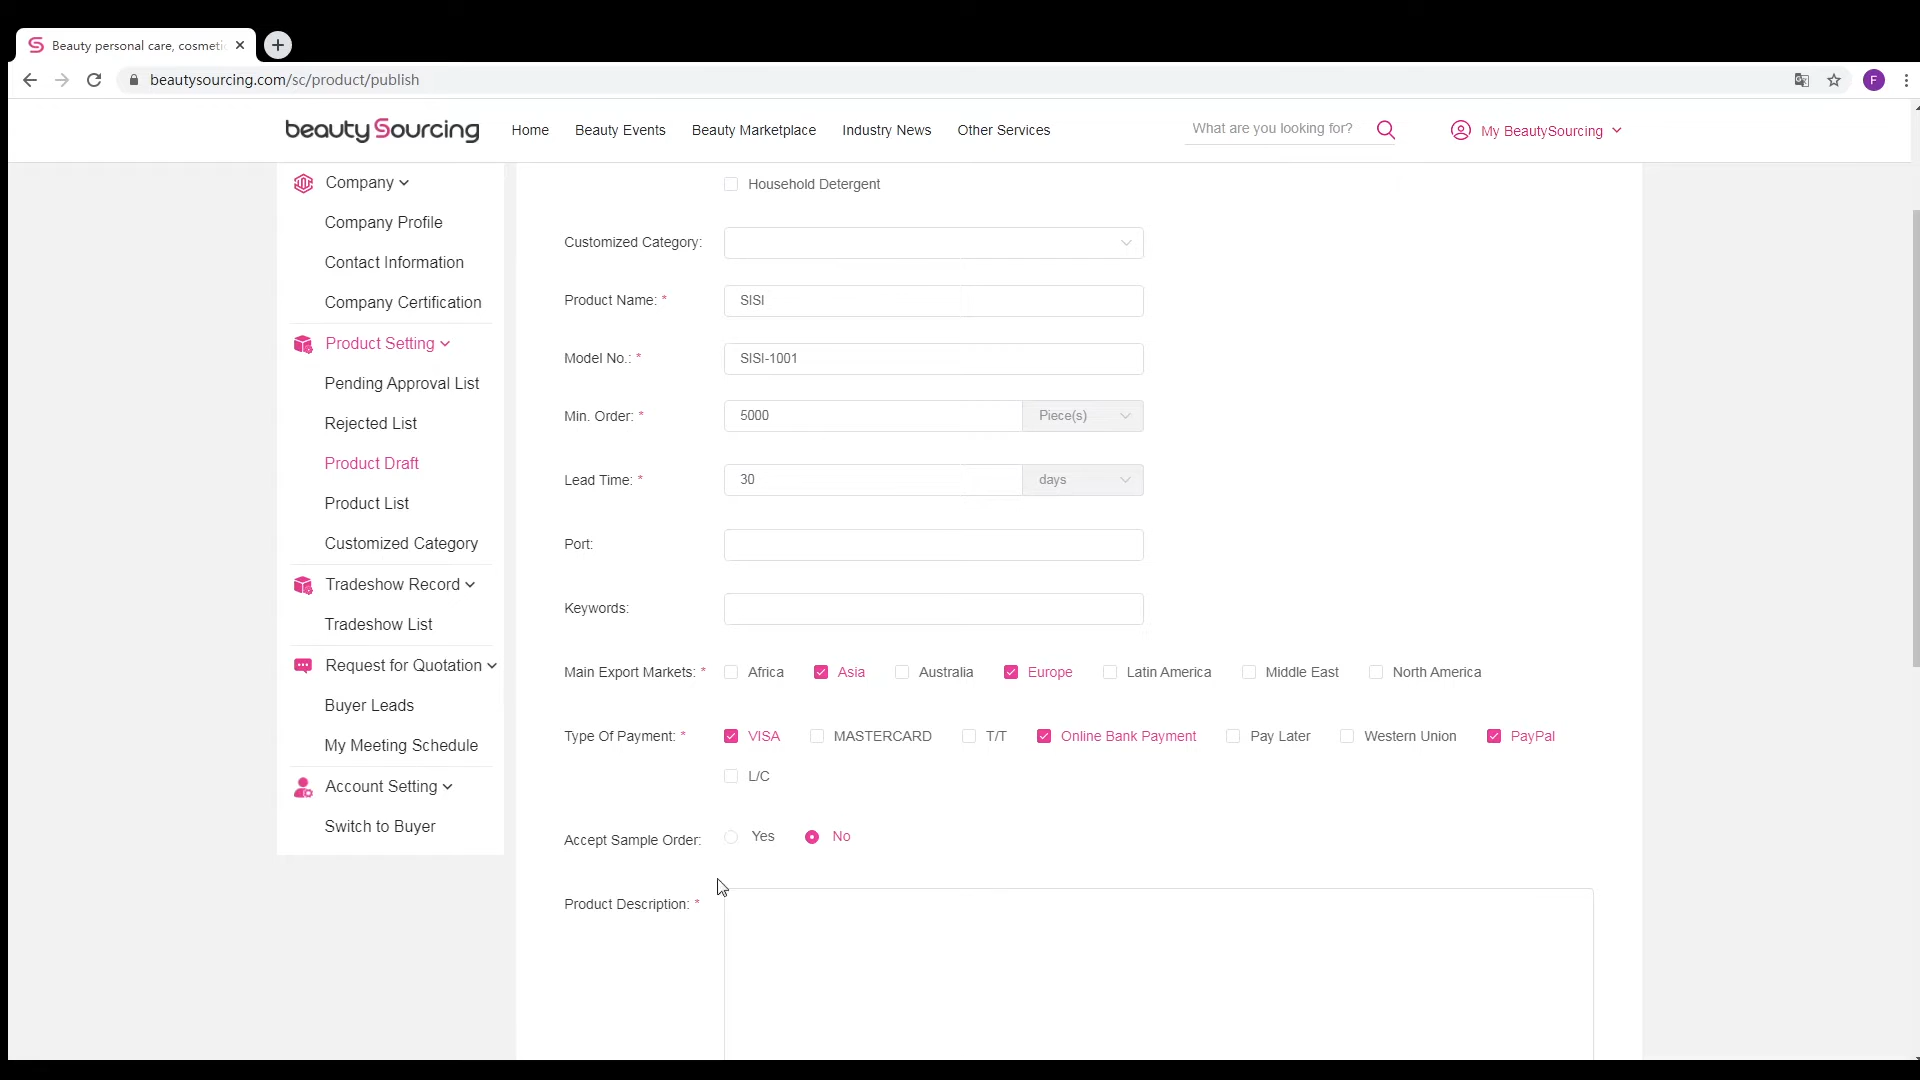 Beauty personal care, cosmeti
beautysourcing.com/sc/product/publish
F
beautySourcing
Home
Beauty Events
Beauty Marketplace
Industry News
Other Services
What are you looking for?
My BeautySourcing
Company
Company Profile
Contact Information
Company Certification
Product Setting
Pending Approval List
Rejected List
Product Draft
Product List
Customized Category
Tradeshow Record
Tradeshow List
Request for Quotation
Buyer Leads
My Meeting Schedule
Account Setting
Switch to Buyer
Household Detergent
Customized Category:
Product Name: * SISI
Model No.: * SISI-1001
Min. Order: * 5000 Piece(s)
Lead Time: * 30 days
Port:
Keywords:
Main Export Markets: * Africa Asia Australia Europe Latin America Middle East North America
Type Of Payment: * VISA MASTERCARD T/T Online Bank Payment Pay Later Western Union PayPal
L/C
Accept Sample Order: Yes No
Product Description: *